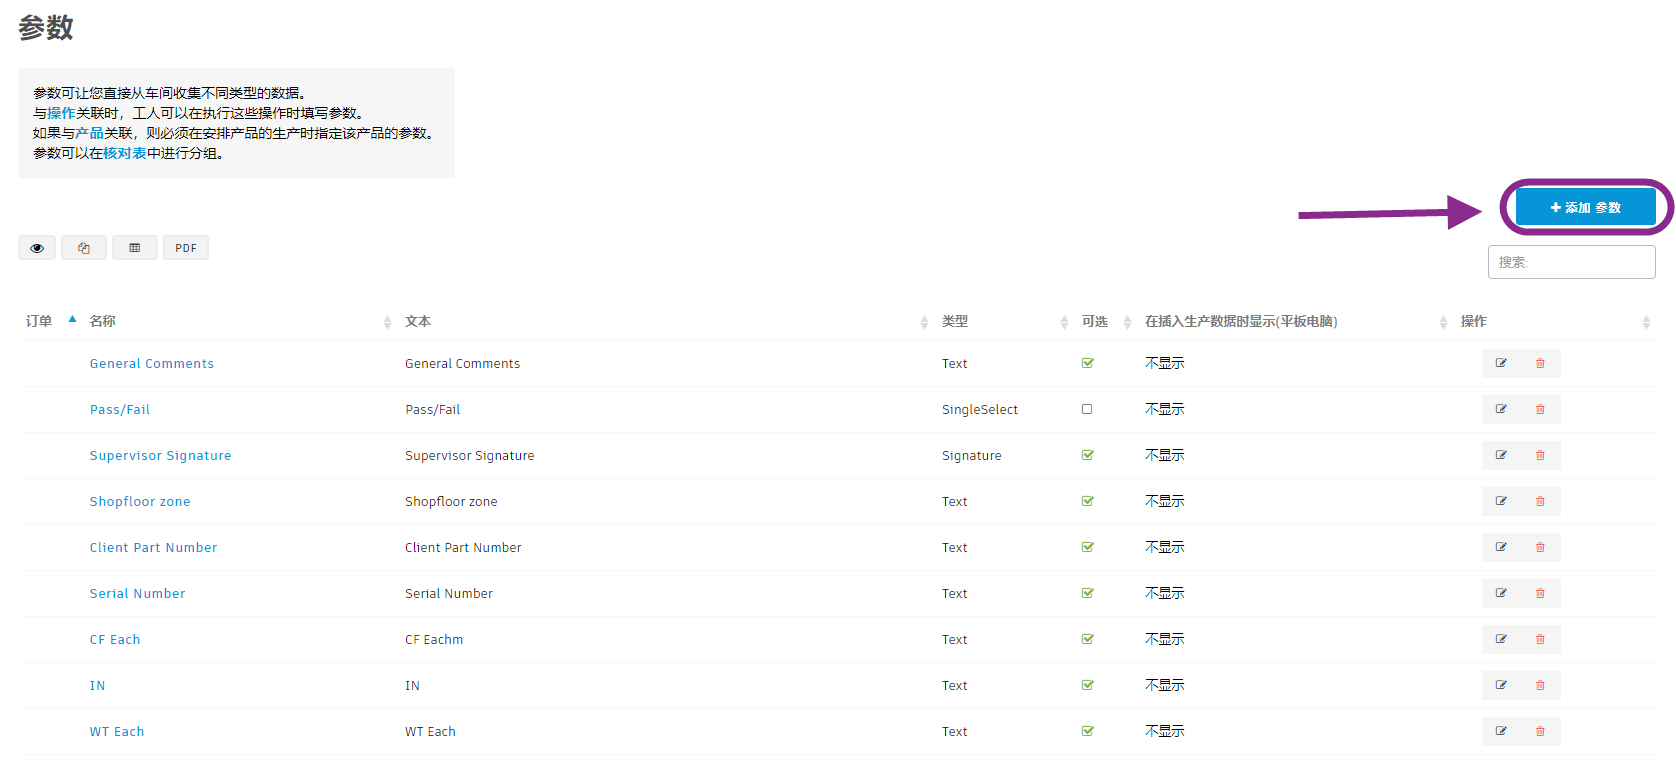 参数
参数可让您直接从车间收集不同类型的数据。
与操作关联时，工人可以在执行这些操作时填写参数。
如果与产品关联，则必须在安排产品的生产时指定该产品的参数。
参数可以在核对表中进行分组。
添加 参数
PDF
搜索:
订单 名称 文本 类型 可选 在插入生产数据时显示(平板电脑) 操作
General Comments General Comments Text 不显示
Pass/Fail Pass/Fail SingleSelect 不显示
Supervisor Signature Supervisor Signature Signature 不显示
Shopfloor zone Shopfloor zone Text 不显示
Client Part Number Client Part Number Text 不显示
Serial Number Serial Number Text 不显示
CF Each CF Eachm Text 不显示
IN IN Text 不显示
WT Each WT Each Text 不显示